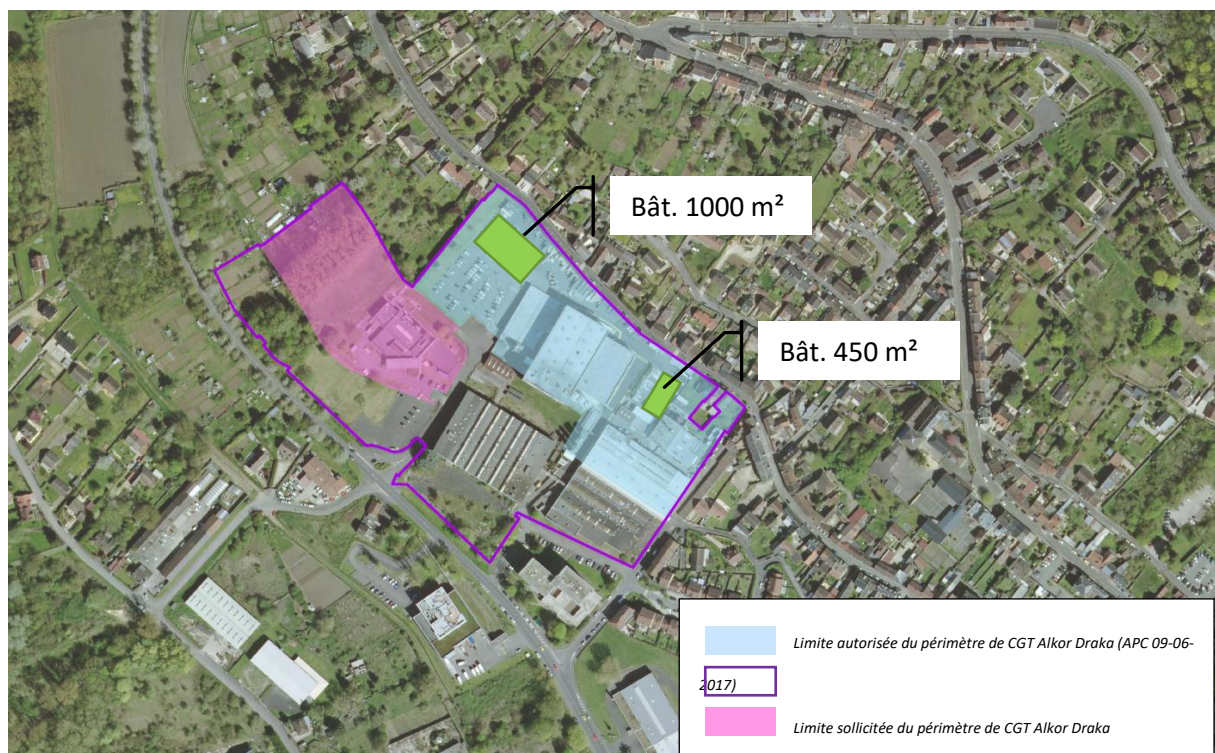 Bât. 1000 m²
Bât. 450 m²
Limite autorisée du périmètre de CGT Alkor Draka (APC 09-06-
2017)
Limite sollicitée du périmètre de CGT Alkor Draka